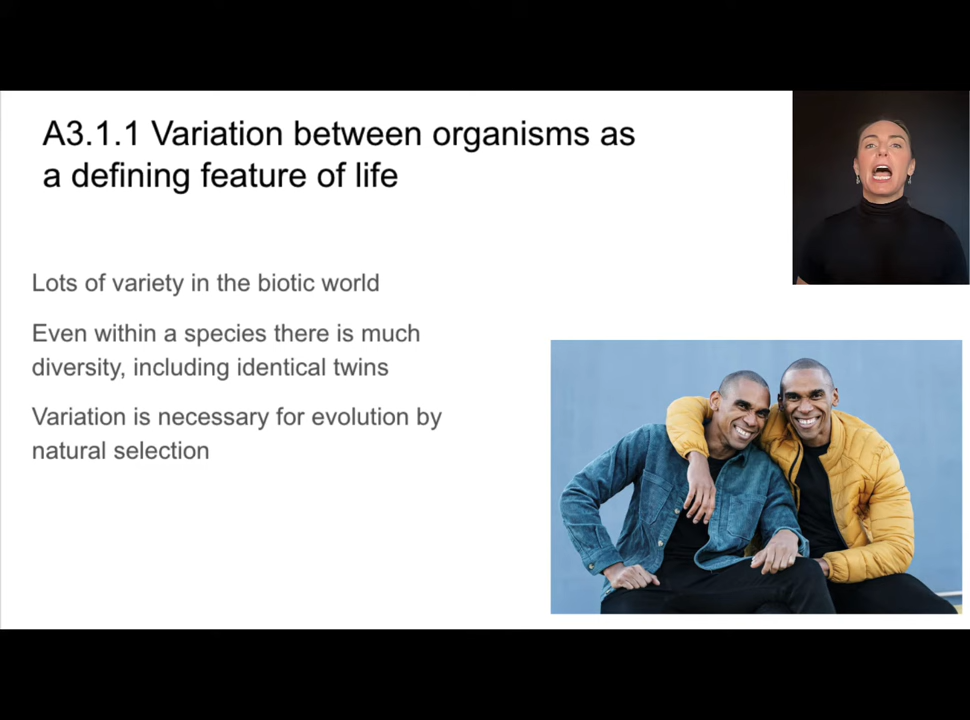 A3.1.1 Variation between organisms as
a defining feature of life
Lots of variety in the biotic world
Even within a species there is much
diversity, including identical twins
Variation is necessary for evolution by
natural selection